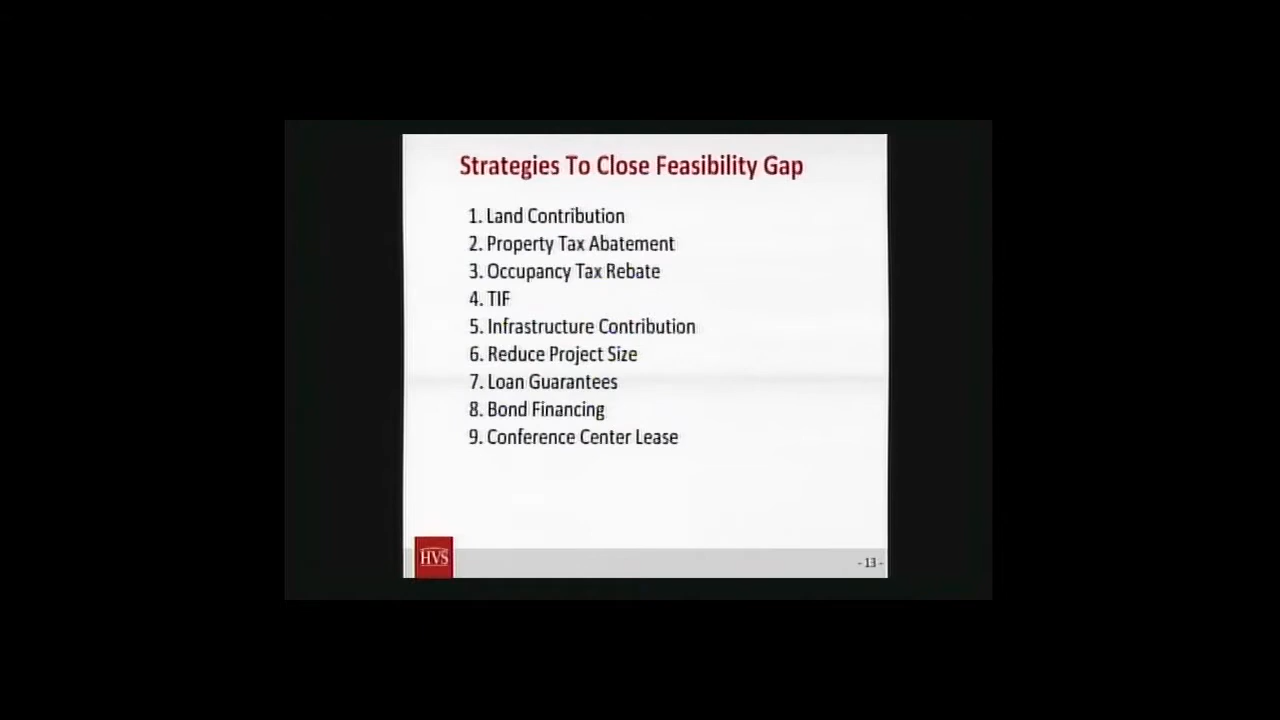 Strategies To Close Feasibility Gap
1. Land Contribution
2. Property Tax Abatement
3. Occupancy Tax Rebate
4. TIF
5. Infrastructure Contribution
6. Reduce Project Size
7. Loan Guarantees
8. Bond Financing
9. Conference Center Lease
HVS
- 13 -